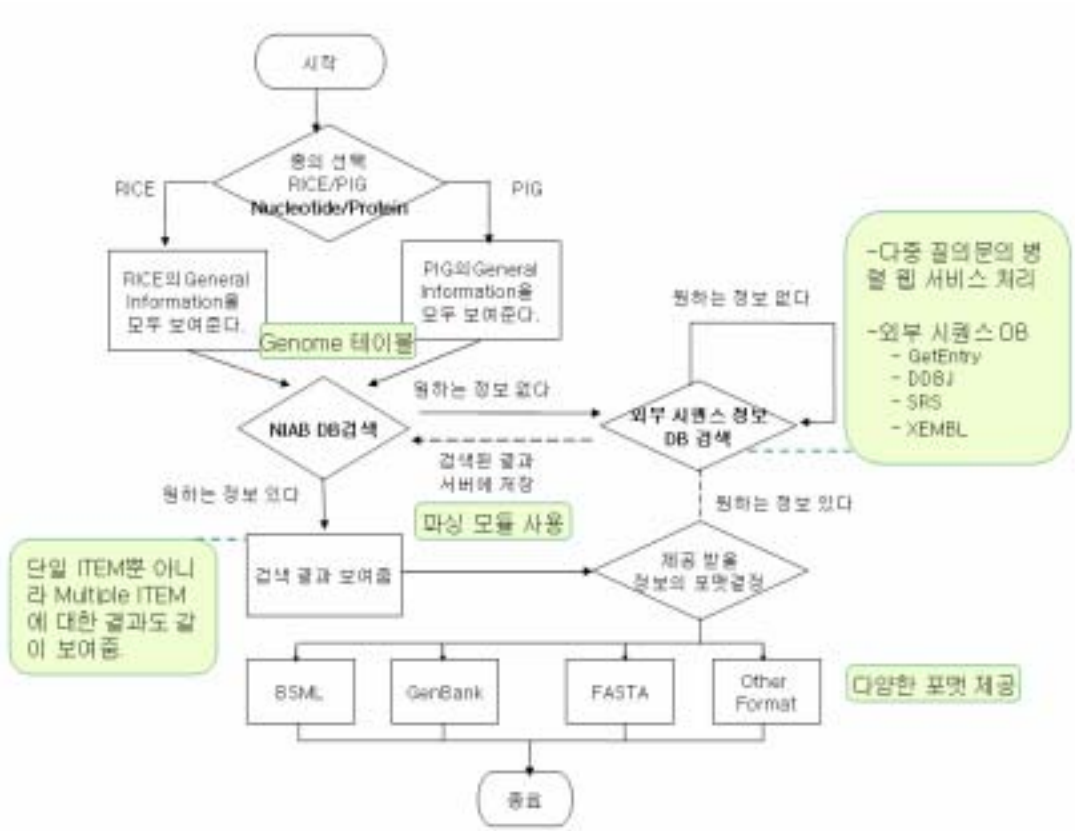 시작
종의 선택
RICE/PIG
Nucleotide/Protein
RICE
PIG
RICE의 General
Information을
모두 보여준다.
PIG의 General
Information을
모두 보여준다.
Genome 테이블
-다중 질의문의 병
렬 웹 서비스 처리
-외부 시퀀스 DB
- GetEntry
- DDBJ
- SRS
- XEMBL
원하는 정보 없다
NIAB DB검색
원하는 정보 없다
외부 시퀀스 정보
DB 검색
검색된 결과
서버에 저장
원하는 정보 있다
원하는 정보 있다
파싱 모듈 사용
단일 ITEM뿐 아니
라 Multiple ITEM
에 대한 결과도 같
이 보여줌.
검색 결과 보여줌
제공 받을
정보의 포맷결정
BSML
GenBank
FASTA
Other
Format
다양한 포맷 제공
종료